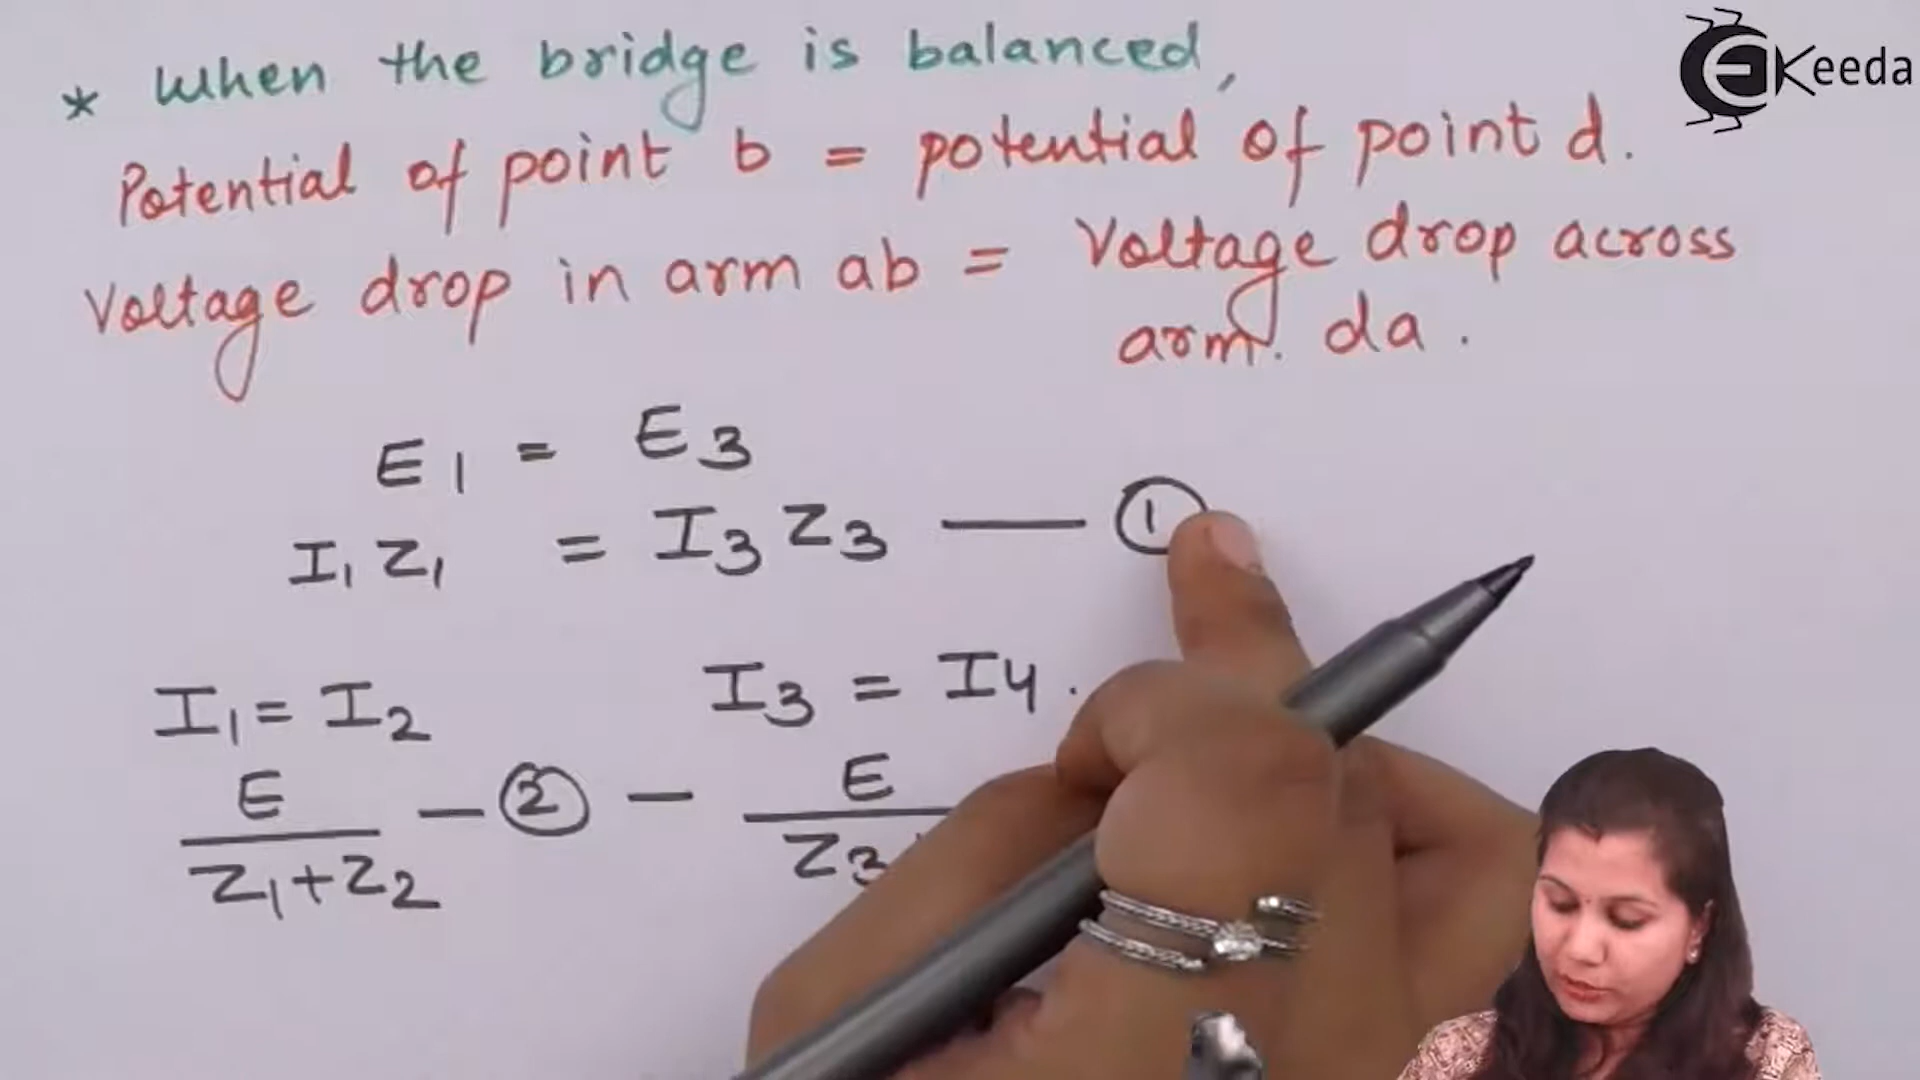 EKeeda
* When the bridge is balanced,
Potential of point b = potential of point d.
Voltage drop in arm ab = Voltage drop across
arm. da.
E1 = E3
I1 Z1 = I3 Z3 — 1
I1 = I2 I3 = I4.
E — 2 — E
Z1+Z2 Z3